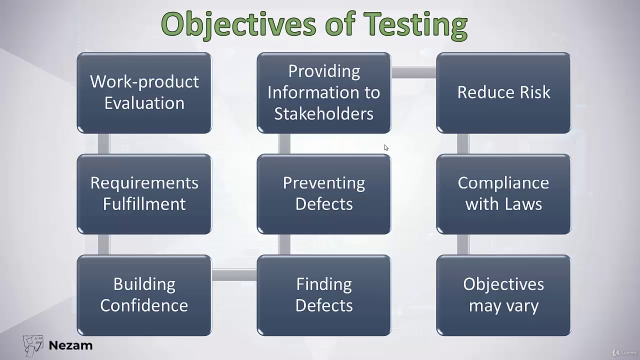 Objectives of Testing
Work-product
Evaluation
Requirements
Fulfillment
Building
Confidence
Finding
Defects
Preventing
Defects
Providing
Information to
Stakeholders
Reduce Risk
Compliance
with Laws
Objectives
may vary
Nezam